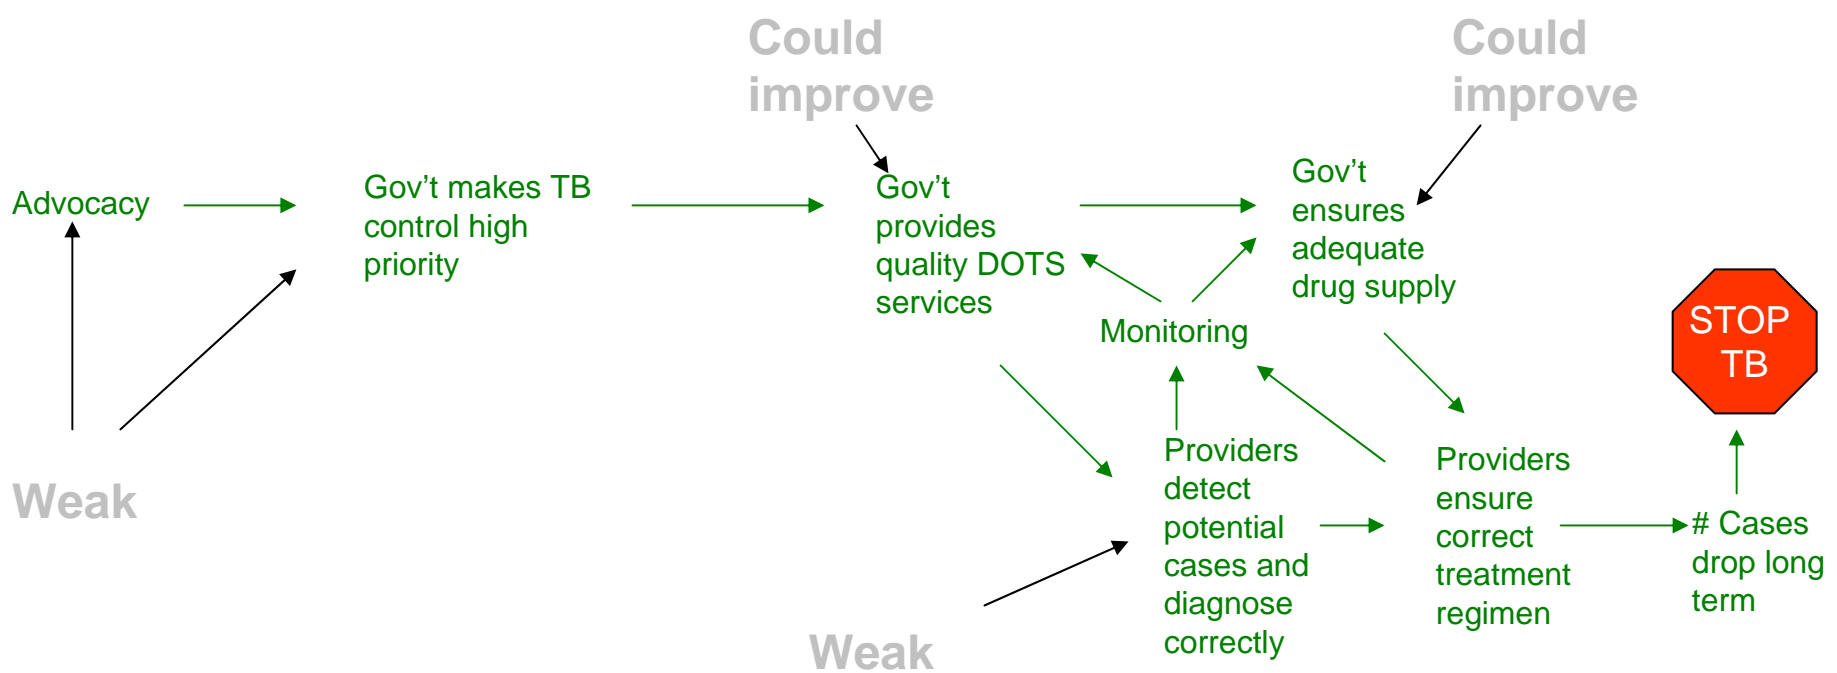 Could
improve
Could
improve
Advocacy
Gov’t makes TB
control high
priority
Gov’t
provides
quality DOTS
services
Gov’t
ensures
adequate
drug supply
Monitoring
STOP
TB
Weak
Providers
detect
potential
cases and
diagnose
correctly
Providers
ensure
correct
treatment
regimen
# Cases
drop long
term
Weak